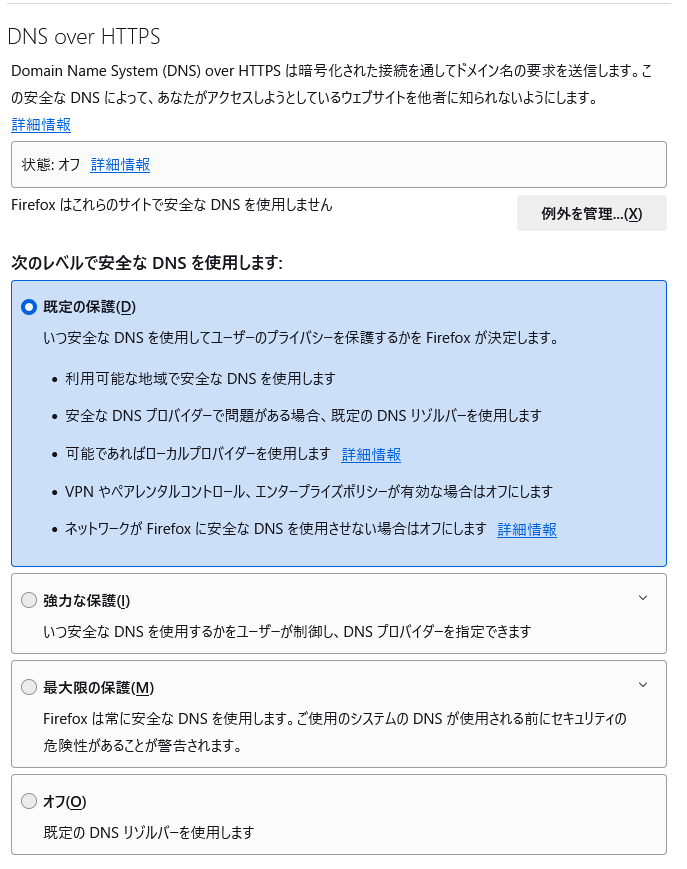 DNS over HTTPS
Domain Name System (DNS) over HTTPS は暗号化された接続を通してドメイン名の要求を送信します。こ
の安全な DNS によって、あなたがアクセスしようとしているウェブサイトを他者に知られないようにします。
詳細情報
状態: オフ 詳細情報
Firefox はこれらのサイトで安全な DNS を使用しません
例外を管理...(X)
次のレベルで安全な DNS を使用します:
既定の保護(D)
いつ安全な DNS を使用してユーザーのプライバシーを保護するかを Firefox が決定します。
• 利用可能な地域で安全な DNS を使用します
• 安全な DNS プロバイダーで問題がある場合、既定の DNS リゾルバーを使用します
• 可能であればローカルプロバイダーを使用します 詳細情報
• VPN やペアレンタルコントロール、エンタープライズポリシーが有効な場合はオフにします
• ネットワークが Firefox に安全な DNS を使用させない場合はオフにします 詳細情報
強力な保護(I)
いつ安全な DNS を使用するかをユーザーが制御し、DNS プロバイダーを指定できます
最大限の保護(M)
Firefox は常に安全な DNS を使用します。ご使用のシステムの DNS が使用される前にセキュリティの
危険性があることが警告されます。
オフ(O)
既定の DNS リゾルバーを使用します